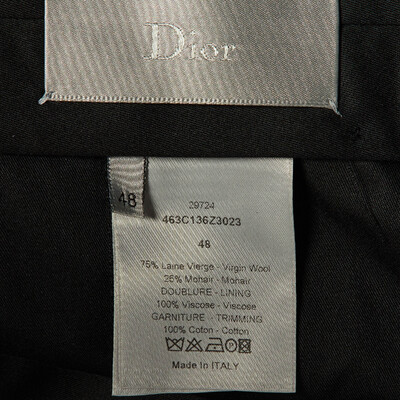 Dior
48
29724
463C136Z3023
48
75% Laine Vierge - Virgin Wool
25% Mohair - Mohair
DOUBLURE - LINING
100% Viscose - Viscose
GARNITURE - TRIMMING
100% Coton - Cotton
Made in ITALY